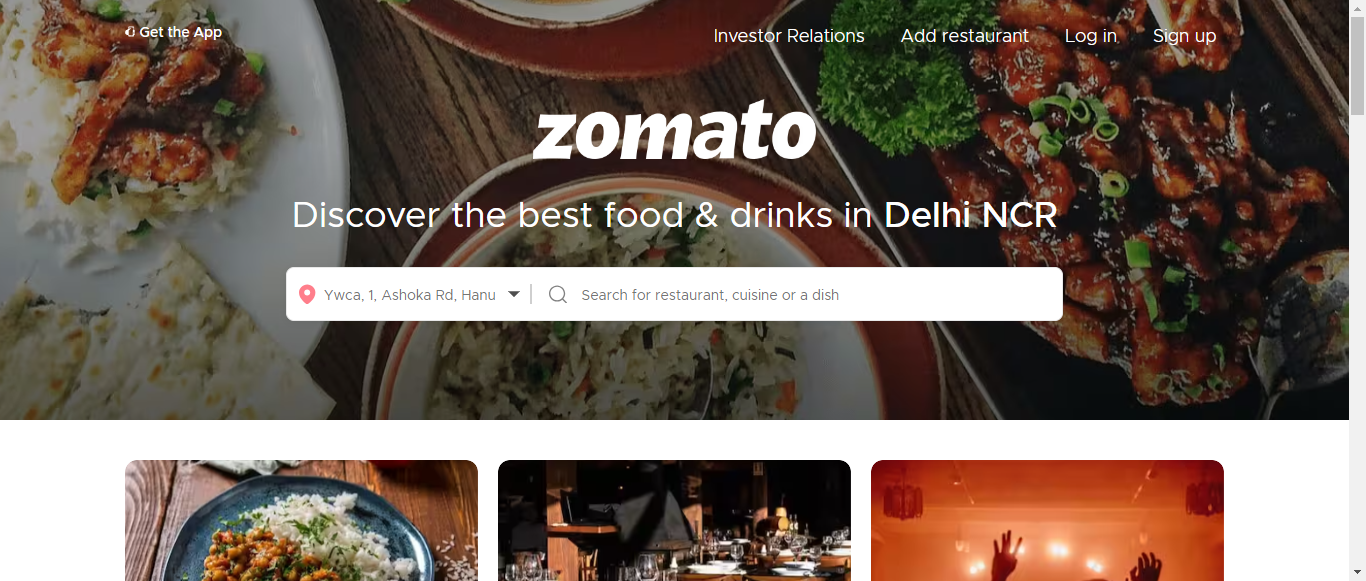 Get the App
Investor Relations
Add restaurant
Log in
Sign up
zomato
Discover the best food & drinks in Delhi NCR
Ywca, 1, Ashoka Rd, Hanu
Search for restaurant, cuisine or a dish